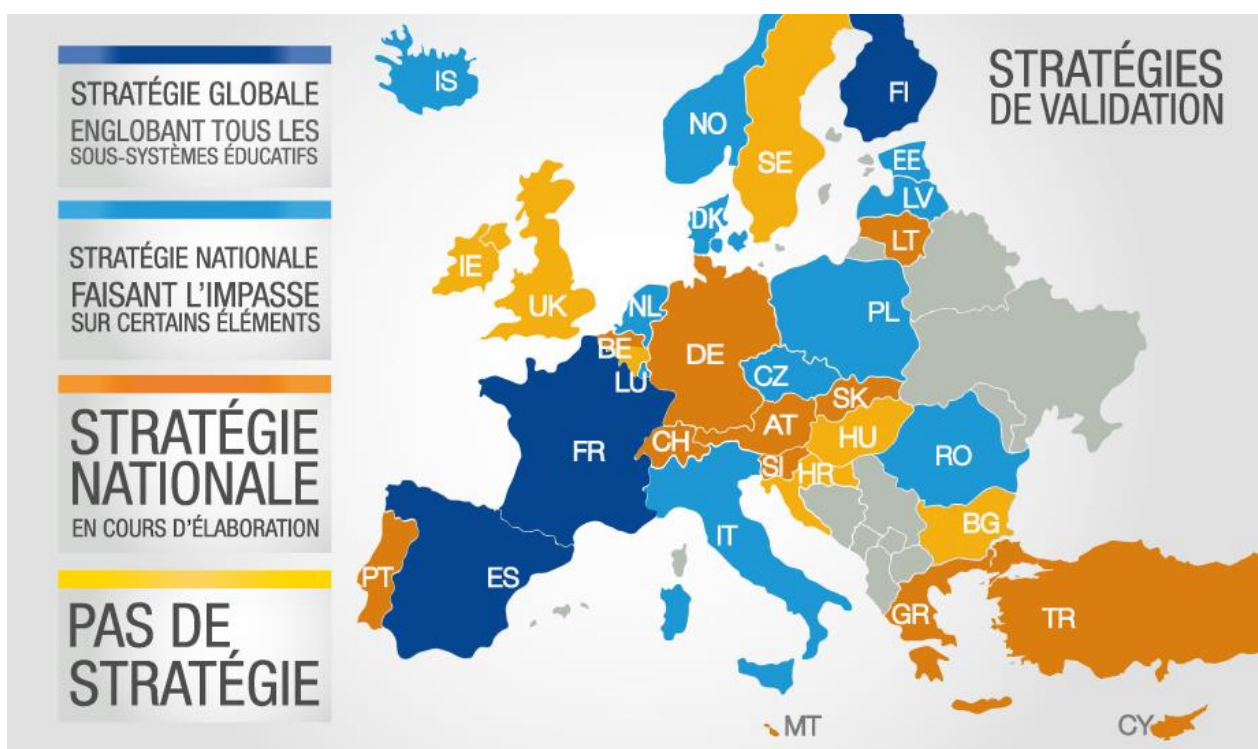 STRATÉGIE GLOBALE
ENGLOBANT TOUS LES
SOUS-SYSTÈMES ÉDUCATIFS
STRATÉGIE NATIONALE
FAISANT L'IMPASSE
SUR CERTAINS ÉLÉMENTS
STRATÉGIE
NATIONALE
EN COURS D'ÉLABORATION
PAS DE
STRATÉGIE
STRATÉGIES
DE VALIDATION
IS
FI
NO
SE
EE
LV
DK
LT
IE
UK
NL
PL
BE
DE
LU
CZ
SK
AT
CH
HU
FR
SI
HR
RO
IT
BG
PT
ES
GR
TR
MT
CY